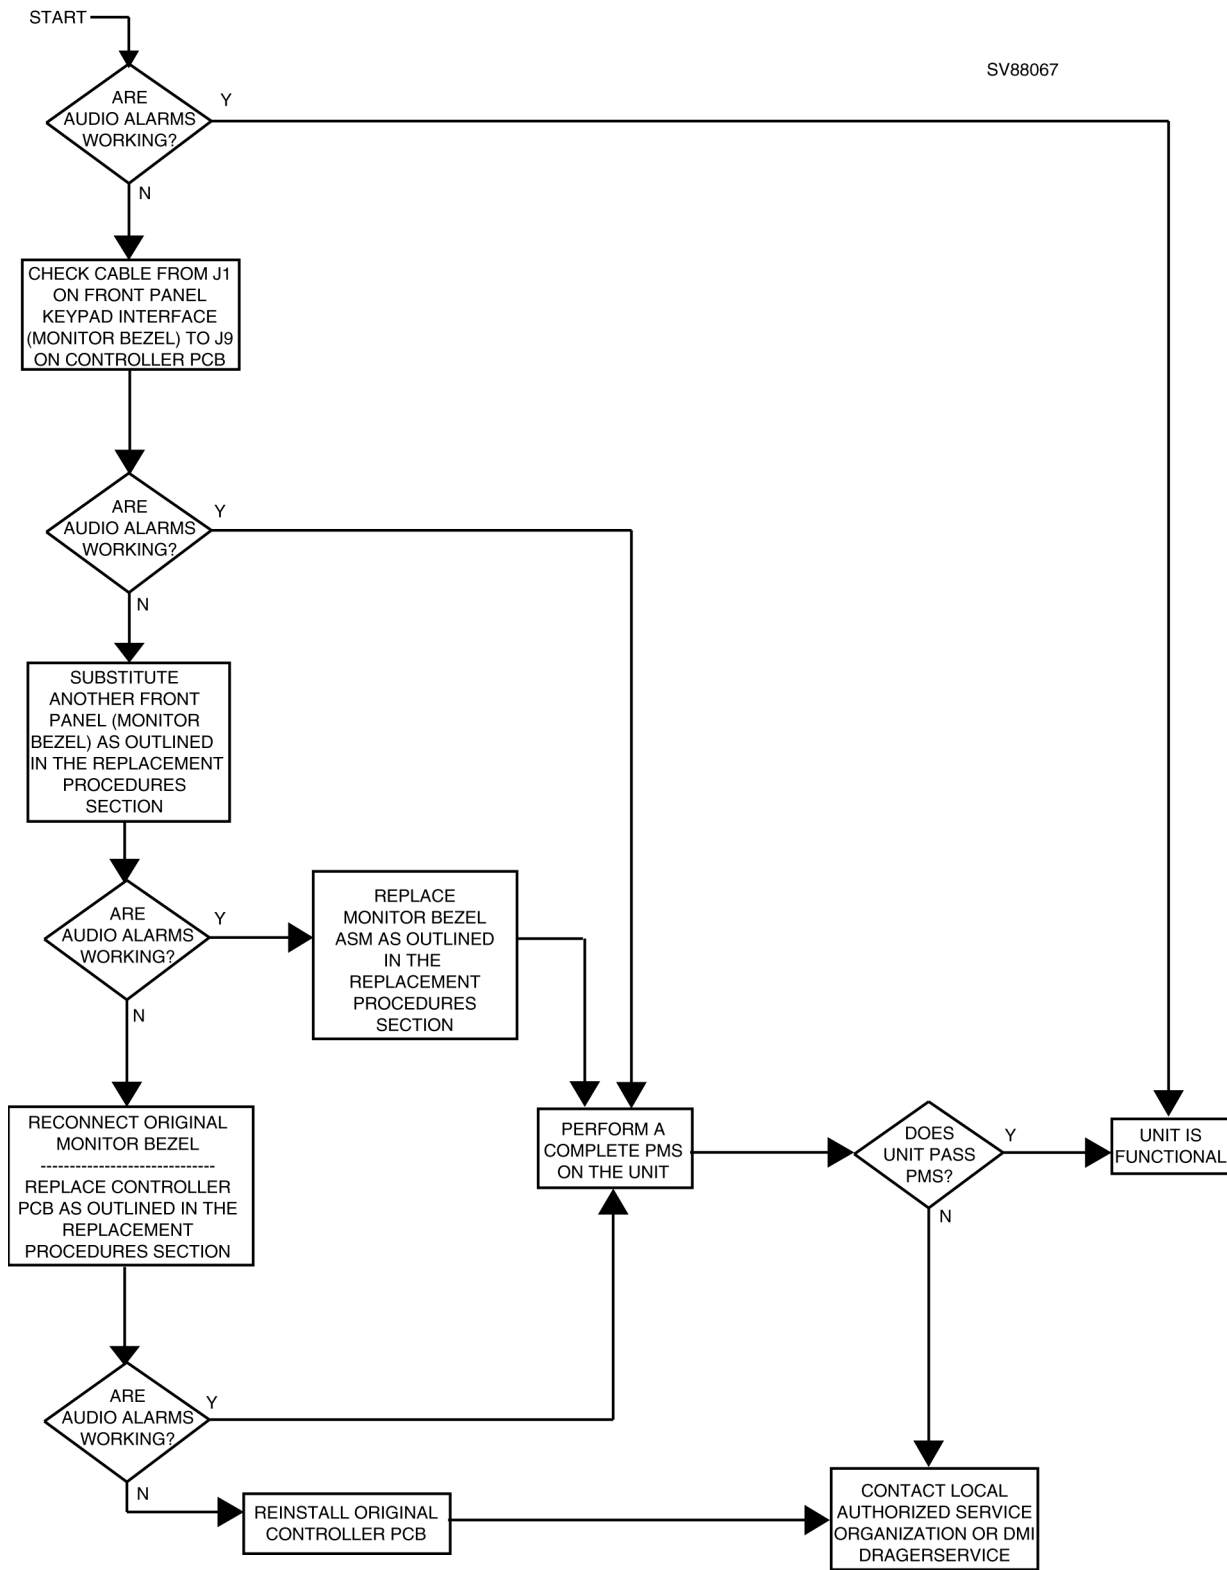 START
SV88067
ARE
AUDIO ALARMS
WORKING?
Y
N
CHECK CABLE FROM J1
ON FRONT PANEL
KEYPAD INTERFACE
(MONITOR BEZEL) TO J9
ON CONTROLLER PCB
ARE
AUDIO ALARMS
WORKING?
Y
N
SUBSTITUTE
ANOTHER FRONT
PANEL (MONITOR
BEZEL) AS OUTLINED
IN THE REPLACEMENT
PROCEDURES
SECTION
ARE
AUDIO ALARMS
WORKING?
Y
N
REPLACE
MONITOR BEZEL
ASM AS OUTLINED
IN THE
REPLACEMENT
PROCEDURES
SECTION
RECONNECT ORIGINAL
MONITOR BEZEL
------------------------------
REPLACE CONTROLLER
PCB AS OUTLINED IN THE
REPLACEMENT
PROCEDURES SECTION
PERFORM A
COMPLETE PMS
ON THE UNIT
DOES
UNIT PASS
PMS?
Y
N
UNIT IS
FUNCTIONAL
ARE
AUDIO ALARMS
WORKING?
Y
N
REINSTALL ORIGINAL
CONTROLLER PCB
CONTACT LOCAL
AUTHORIZED SERVICE
ORGANIZATION OR DMI
DRAGERSERVICE